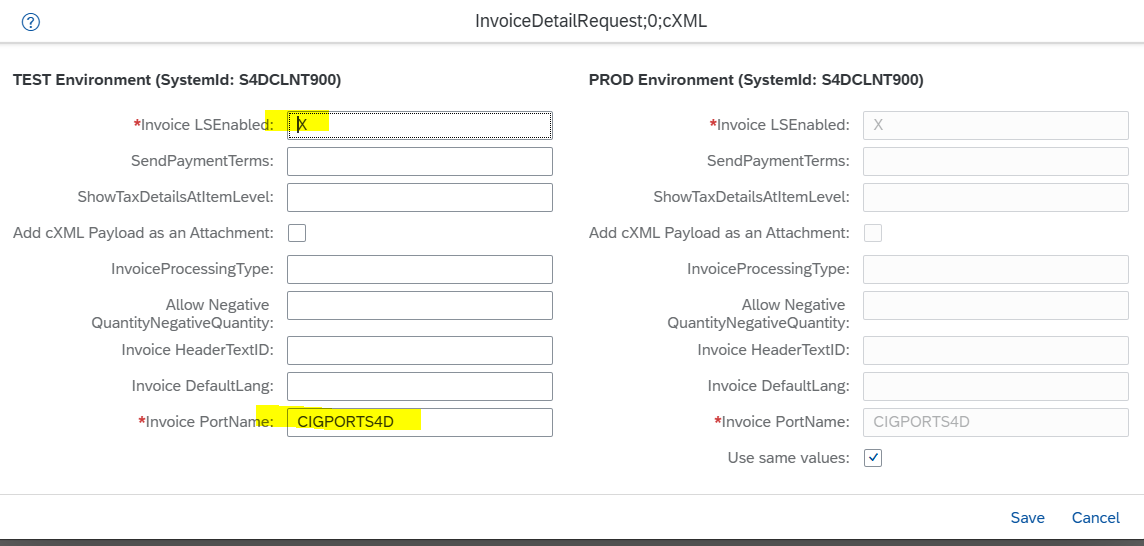 InvoiceDetailRequest;0;cXML
TEST Environment (SystemId: S4DCLNT900)
*Invoice LSEnabled: X
SendPaymentTerms:
ShowTaxDetailsAtItemLevel:
Add cXML Payload as an Attachment:
InvoiceProcessingType:
Allow Negative
QuantityNegativeQuantity:
Invoice HeaderTextID:
Invoice DefaultLang:
*Invoice PortName: CIGPORTS4D
PROD Environment (SystemId: S4DCLNT900)
*Invoice LSEnabled: X
SendPaymentTerms:
ShowTaxDetailsAtItemLevel:
Add cXML Payload as an Attachment:
InvoiceProcessingType:
Allow Negative
QuantityNegativeQuantity:
Invoice HeaderTextID:
Invoice DefaultLang:
*Invoice PortName: CIGPORTS4D
Use same values:
Save Cancel